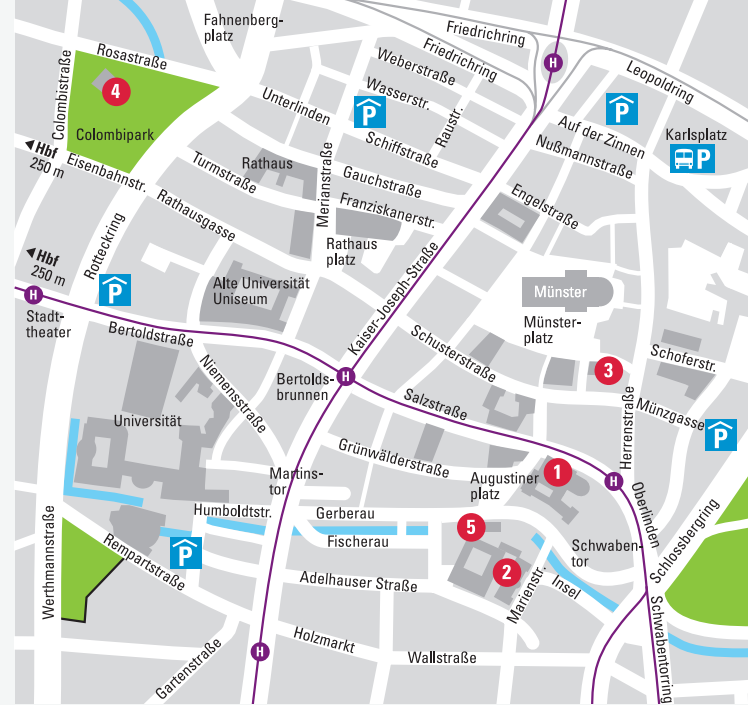 Fahnenberg-
platz
Friedrichring
Friedrichring
Friedrichring
Leopoldring
H
Rosastraße
Weberstraße
Wasserstr.
Raustr.
Colombistraße
4
Colombipark
Unterlinden
P
Schiffstraße
P
Auf der Zinnen
Karlsplatz
P
Nußmannstraße
Hbf
250 m
Eisenbahnstr.
Turmstraße
Rathaus
Merianstraße
Gauchstraße
Franziskanerstr.
Engelstraße
Rathausgasse
Rathaus
platz
Rotteckring
Hbf
250 m
Kaiser-Joseph-Straße
H
Stadt-
theater
P
Alte Universität
Uniseum
Münster
Münster-
platz
Bertoldstraße
Schusterstraße
Schoferstr.
3
Niemensstraße
Bertolds-
brunnen
H
Salzstraße
Herrenstraße
Münzgasse
P
Universität
Grünwälderstraße
Martins-
tor
Augustiner
platz
1
H
Oberlinden
Humboldtstr.
Gerberau
5
Fischerau
Schwaben-
tor
Schlossbergring
Werthmannstraße
Rempartstraße
P
Adelhauser Straße
2
Marienstr.
Insel
Schwabentorring
Holzmarkt
H
Wallstraße
Gartenstraße